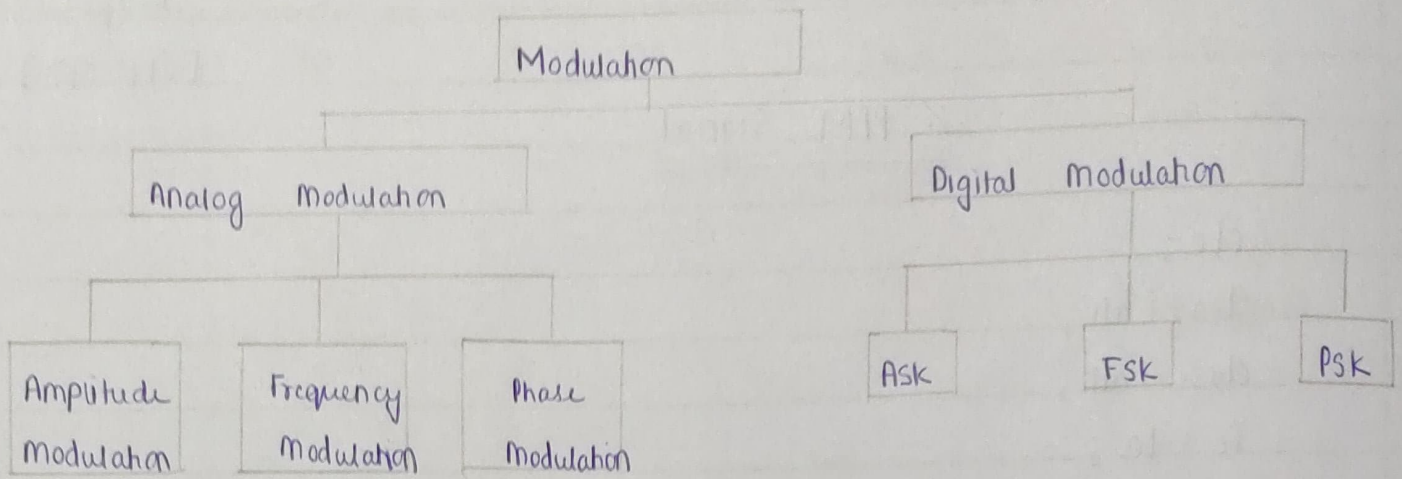 Modulation
Analog Modulation
Digital Modulation
Amplitude
Modulation
Frequency
Modulation
Phase
Modulation
ASK
FSK
PSK